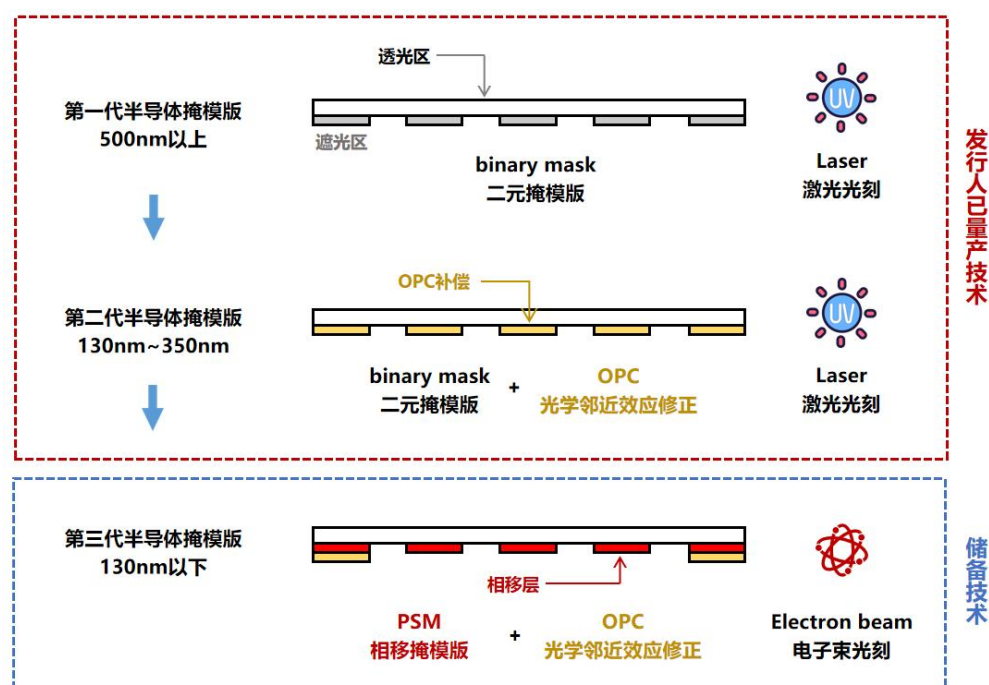 透光区
第一代半导体掩模版
500nm以上
遮光区
binary mask
二元掩模版
UV
Laser
激光光刻
发行人已量产技术
OPC补偿
第二代半导体掩模版
130nm~350nm
binary mask
二元掩模版
+
OPC
光学邻近效应修正
UV
Laser
激光光刻
第三代半导体掩模版
130nm以下
相移层
PSM
相移掩模版
+
OPC
光学邻近效应修正
Electron beam
电子束光刻
储备技术